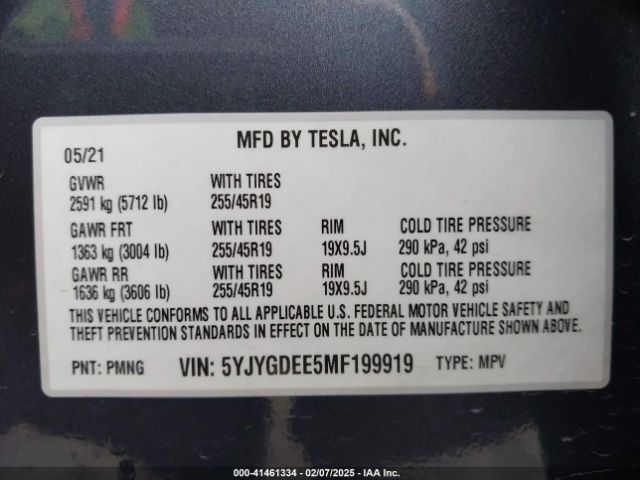 MFD BY TESLA, INC.
05/21
GVWR WITH TIRES
2591 kg (5712 lb) 255/45R19
GAWR FRT WITH TIRES RIM COLD TIRE PRESSURE
1363 kg (3004 lb) 255/45R19 19X9.5J 290 kPa, 42 psi
GAWR RR WITH TIRES RIM COLD TIRE PRESSURE
1636 kg (3606 lb) 255/45R19 19X9.5J 290 kPa, 42 psi
THIS VEHICLE CONFORMS TO ALL APPLICABLE U.S. FEDERAL MOTOR VEHICLE SAFETY AND
THEFT PREVENTION STANDARDS IN EFFECT ON THE DATE OF MANUFACTURE SHOWN ABOVE.
PNT: PMNG VIN: 5YJYGDEE5MF199919 TYPE: MPV
000-41461334 - 02/07/2025 - IAA Inc.